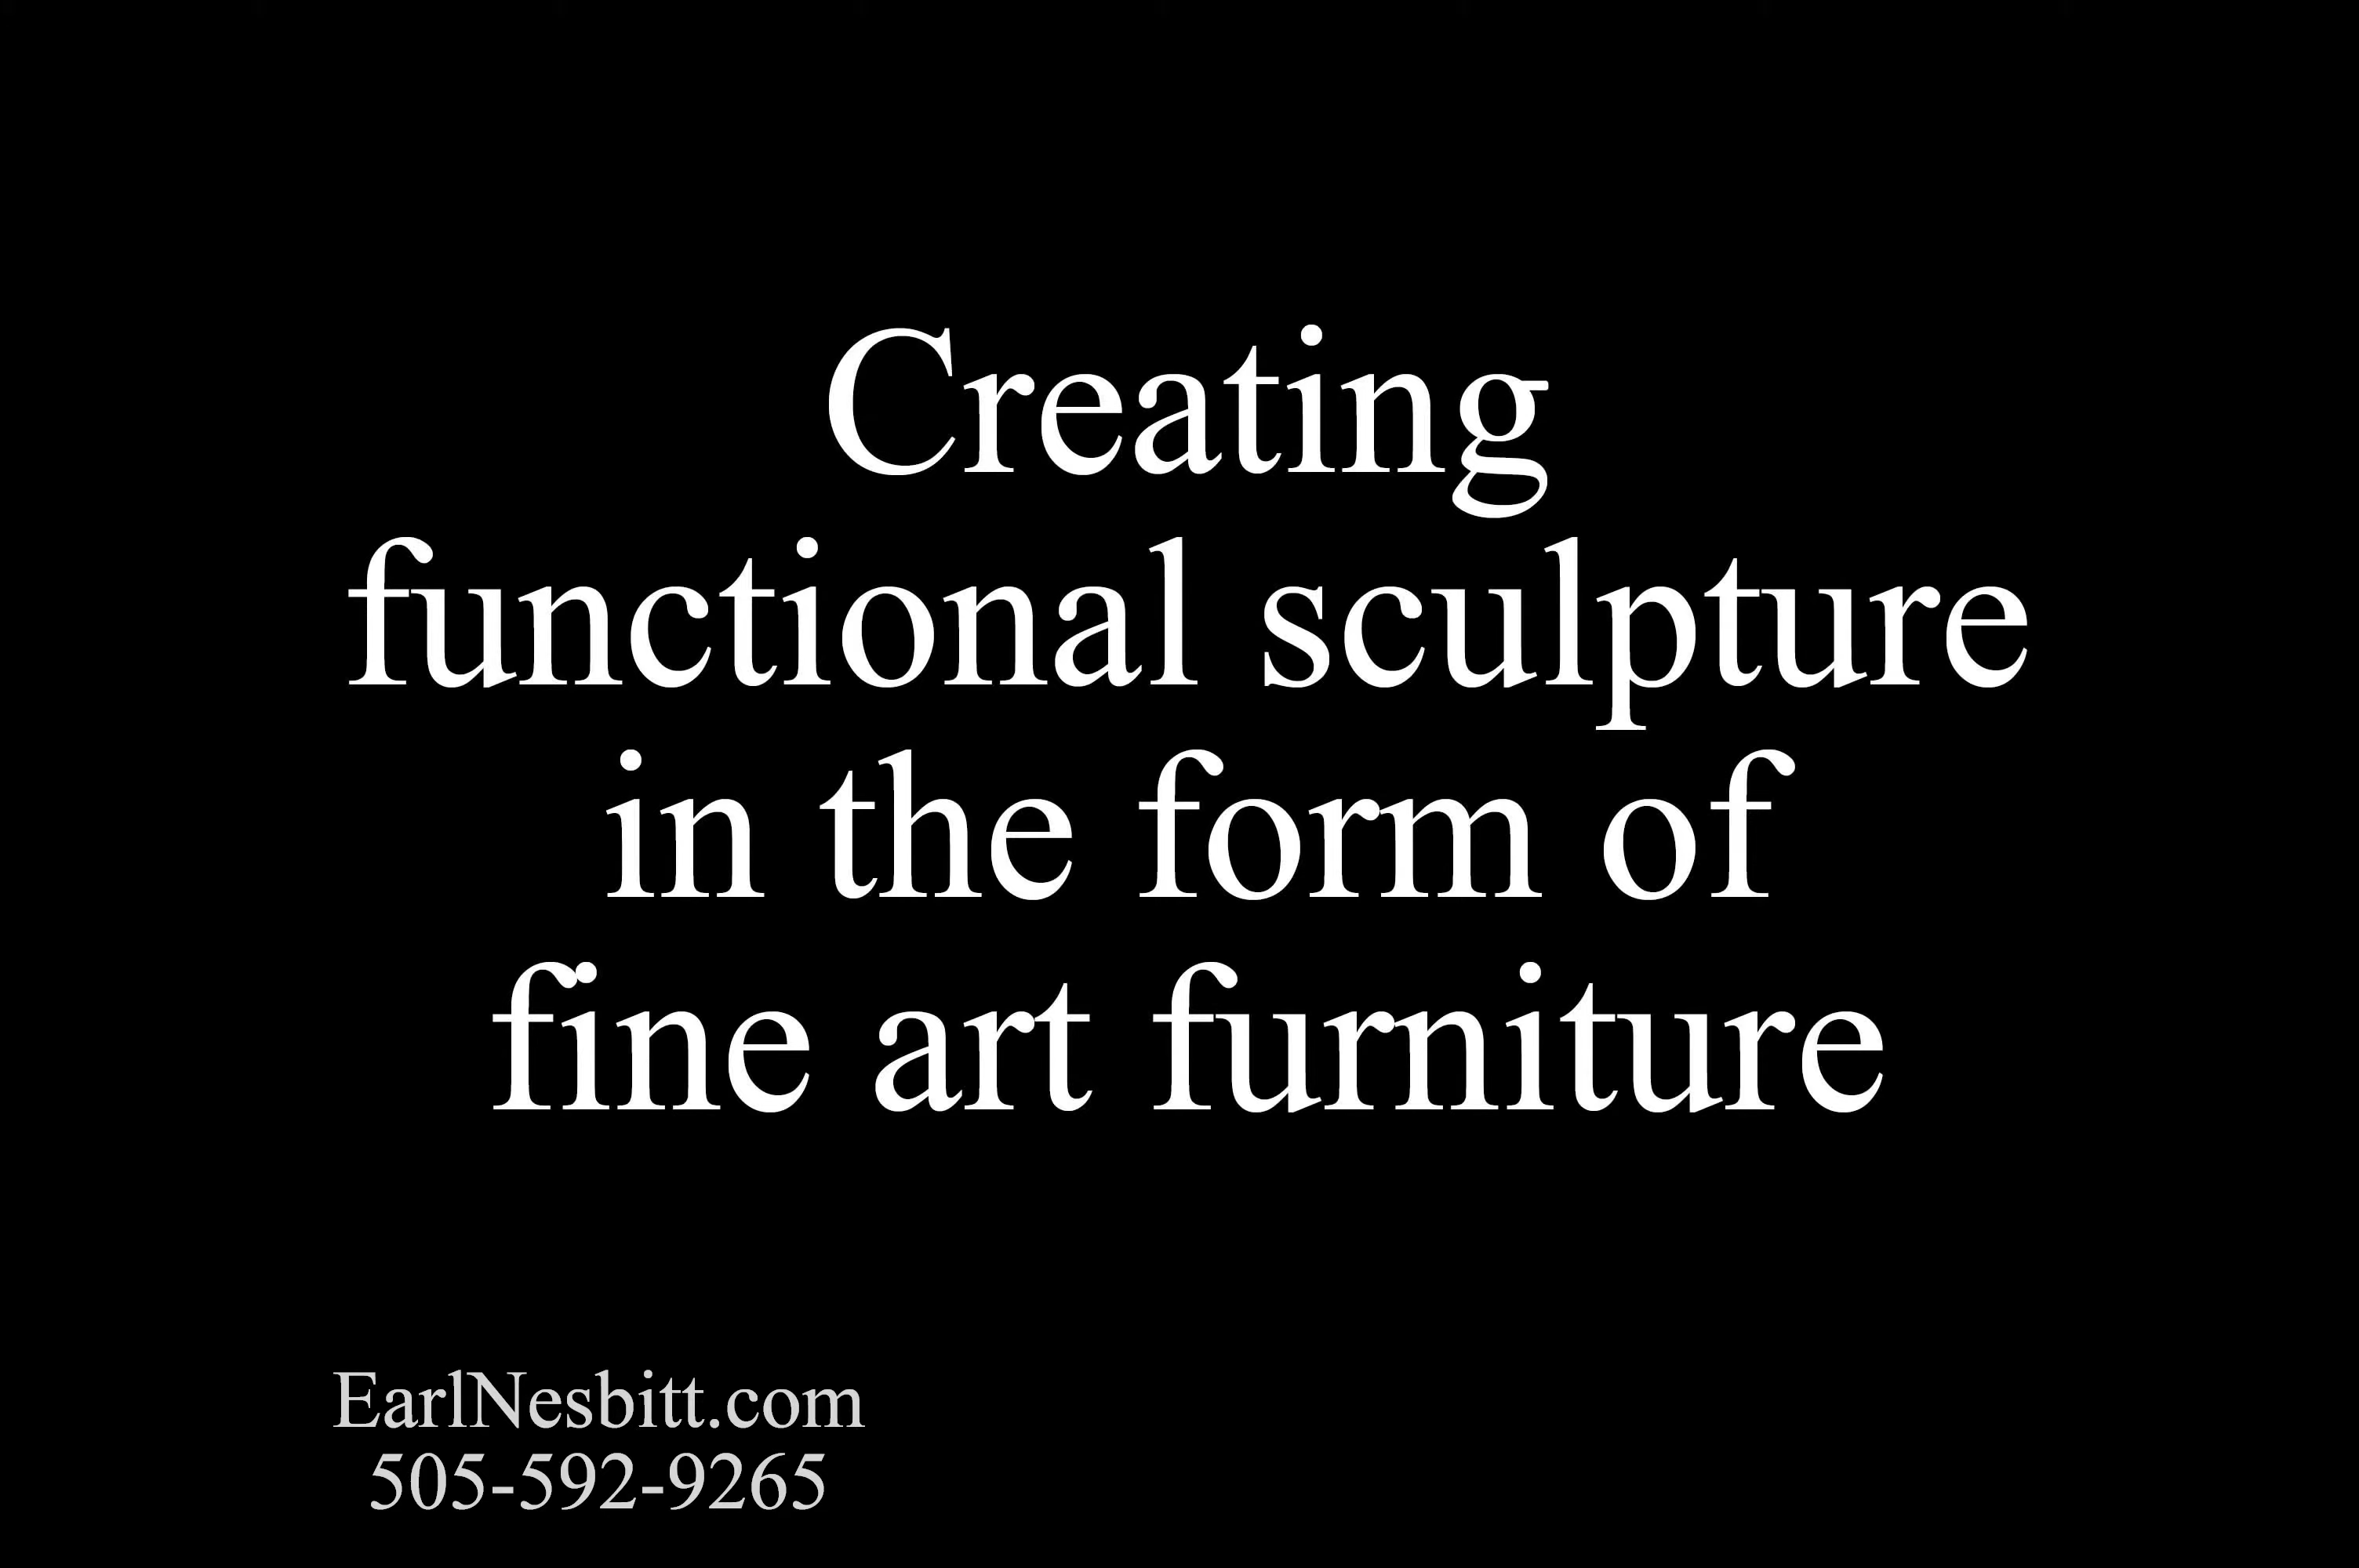 Creating
functional sculpture
in the form of
fine art furniture
EarlNesbitt.com
505-592-9265